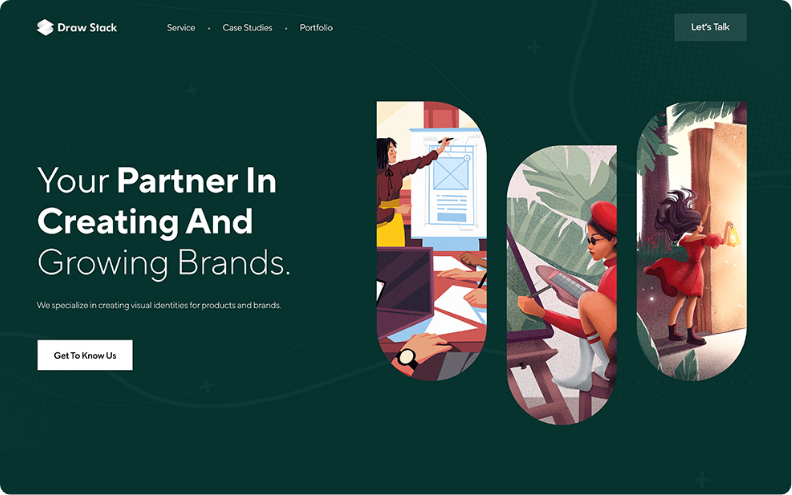 Draw Stack
Service
Case Studies
Portfolio
Let's Talk
Your Partner In
Creating And
Growing Brands.
We specialize in creating visual identities for products and brands.
Get To Know Us